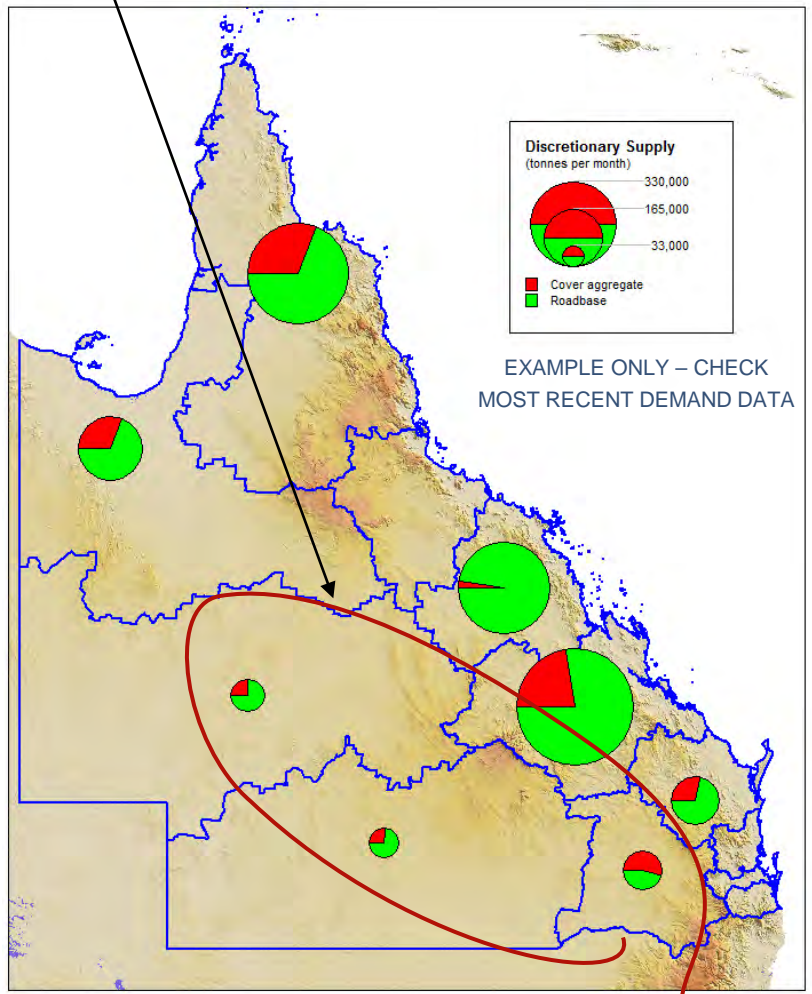 Discretionary Supply
(tonnes per month)
330,000
165,000
33,000
Cover aggregate
Roadbase
EXAMPLE ONLY – CHECK
MOST RECENT DEMAND DATA